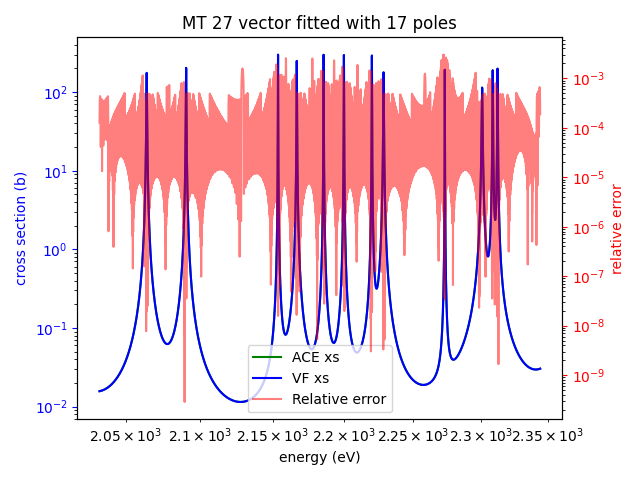 MT 27 vector fitted with 17 poles
10²
10¹
10⁰
10⁻¹
10⁻²
cross section (b)
10⁻³
10⁻⁴
10⁻⁵
10⁻⁶
10⁻⁷
10⁻⁸
10⁻⁹
relative error
ACE xs
VF xs
Relative error
2.05×10³ 2.1×10³ 2.15×10³ 2.2×10³ 2.25×10³ 2.3×10³ 2.35×10³
energy (eV)